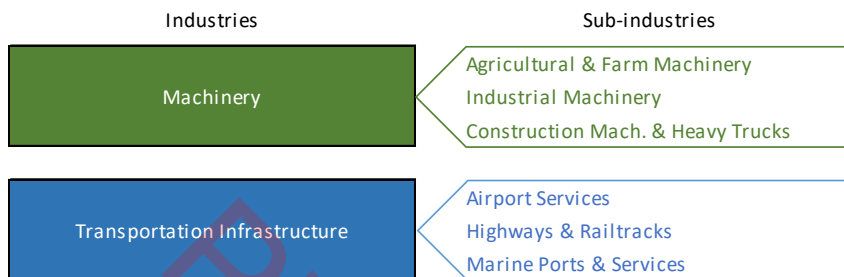 Industries
Sub-industries
Machinery
Agricultural & Farm Machinery
Industrial Machinery
Construction Mach. & Heavy Trucks
Transportation Infrastructure
Airport Services
Highways & Railtracks
Marine Ports & Services